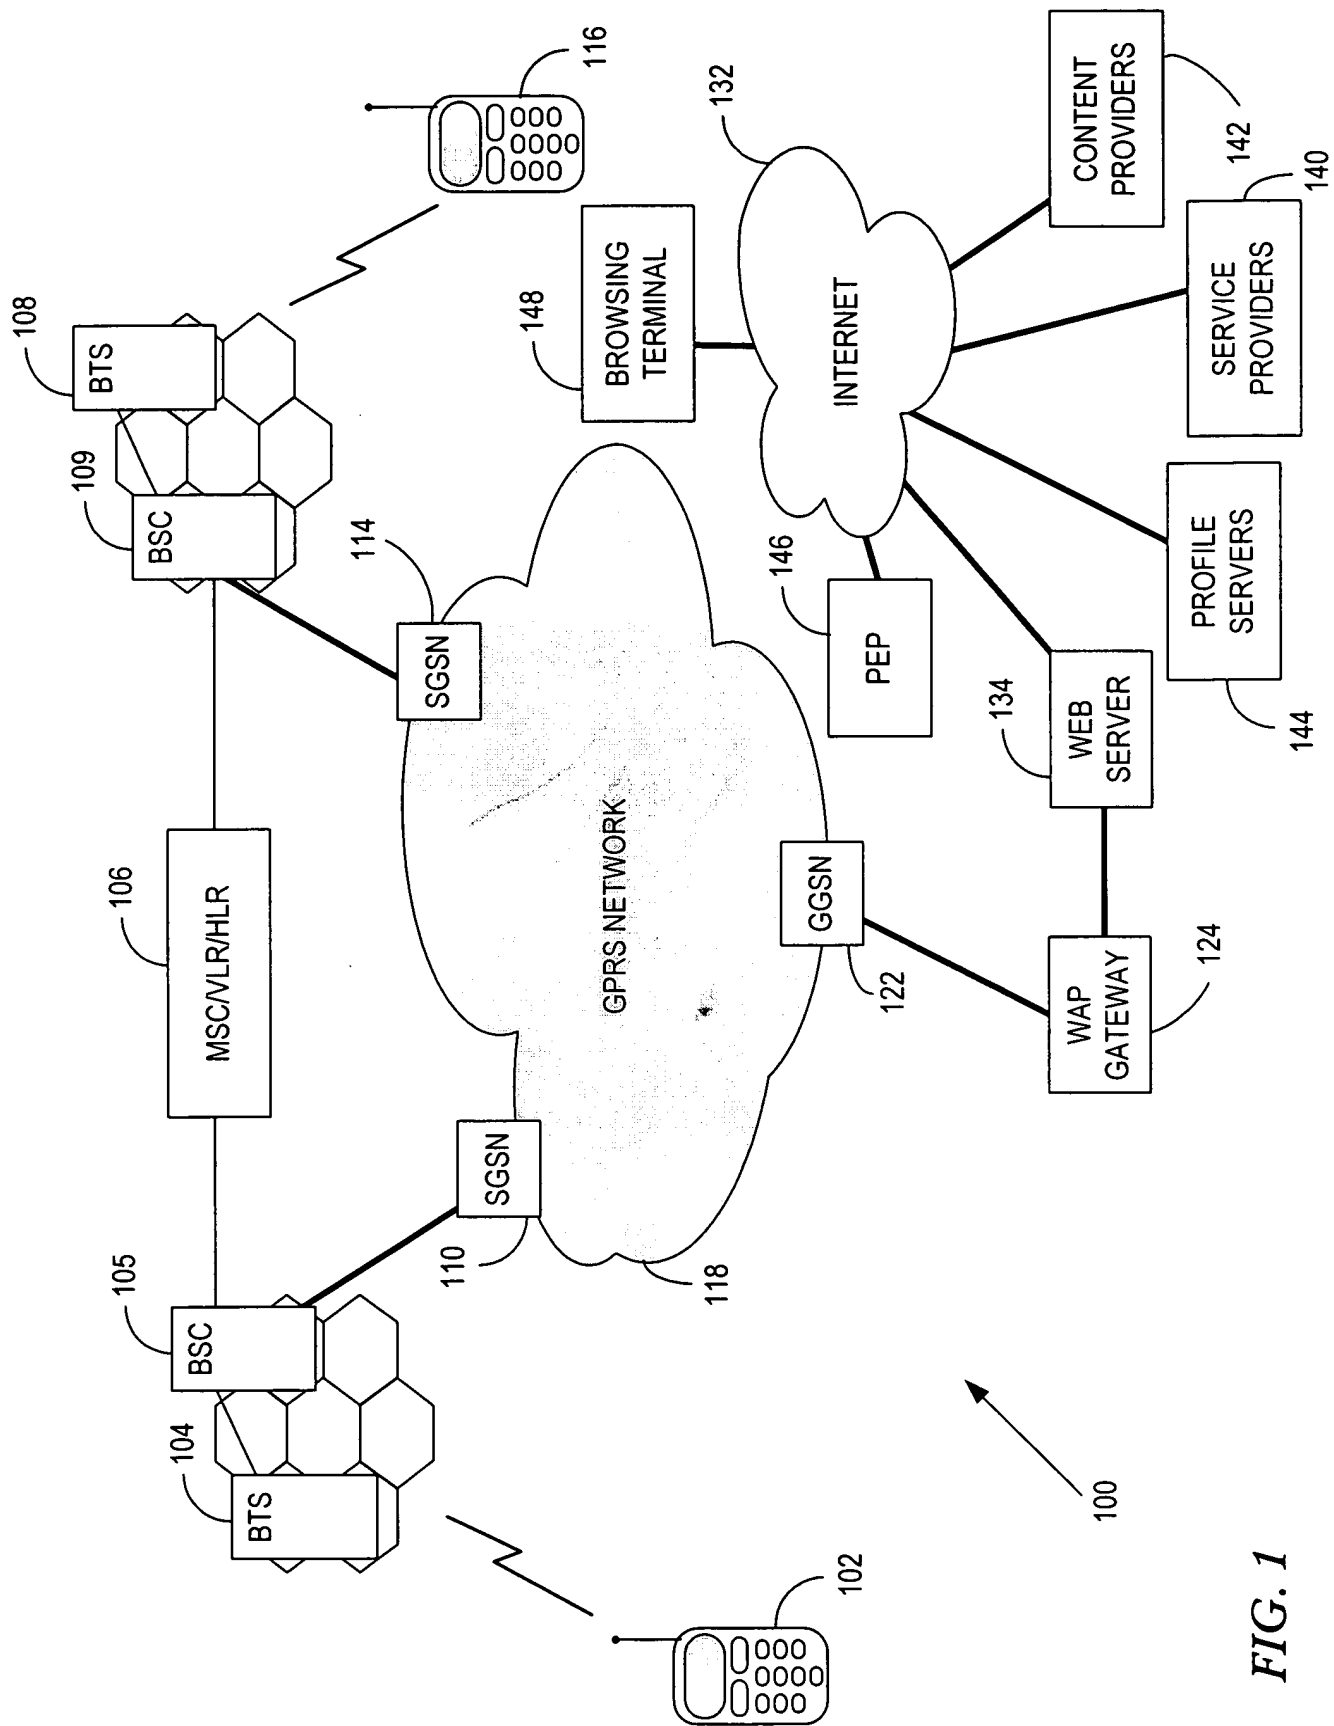 108
BTS
109
BSC
106
MSC/VLR/HLR
105
BSC
104
BTS
116
114
SGSN
110
SGSN
102
148
BROWSING
TERMINAL
132
GPRS NETWORK
118
INTERNET
146
PEP
GGSN
122
CONTENT
PROVIDERS
142
134
WEB
SERVER
WAP
GATEWAY
124
SERVICE
PROVIDERS
140
PROFILE
SERVERS
144
100
FIG. 1